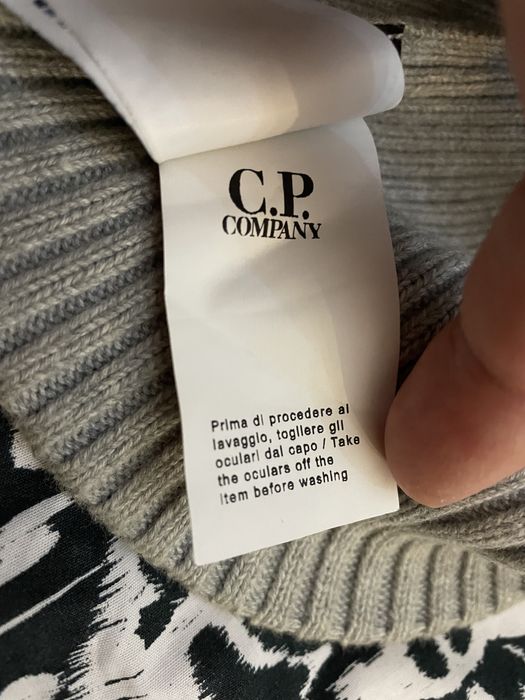 C.P.
COMPANY
Prima di procedere al
lavaggio, togliere gli
oculari dal capo / Take
the oculars off the
item before washing